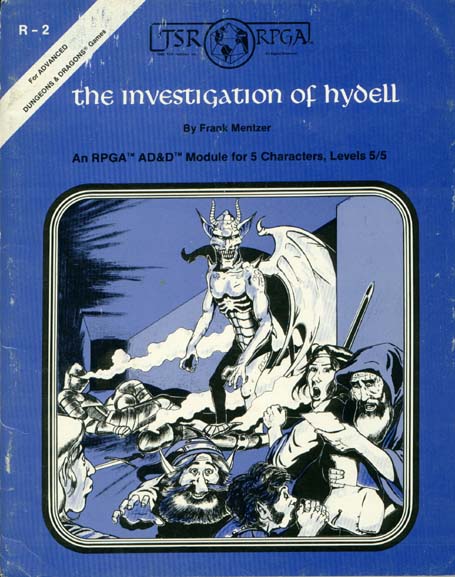 R-2
For ADVANCED
DUNGEONS & DRAGONS® Games
TSR RPGA
the investigation of hydell
By Frank Mentzer
An RPGA™ AD&D™ Module for 5 Characters, Levels 5/5